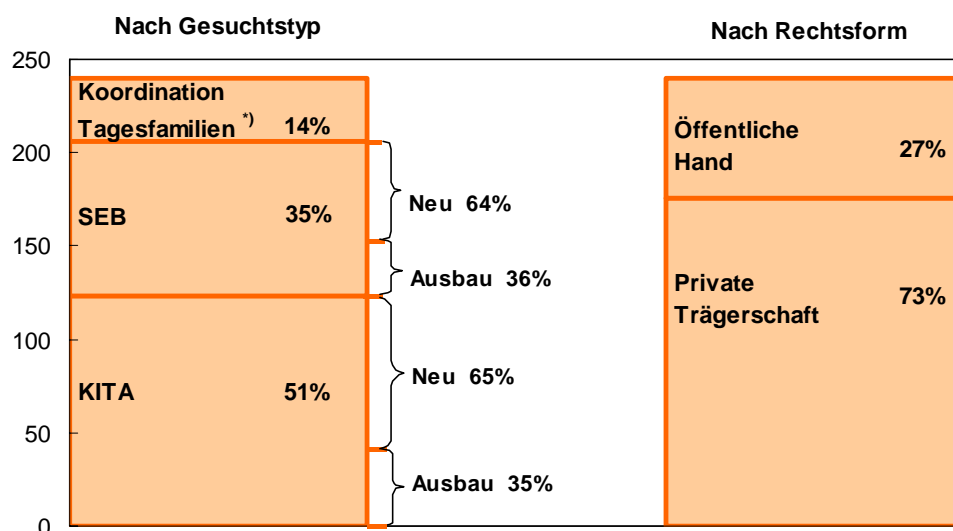 Nach Gesuchtstyp
Nach Rechtsform
250
200
150
100
50
0
Koordination
Tagesfamilien *) 14%
SEB 35%
KITA 51%
Neu 64%
Ausbau 36%
Neu 65%
Ausbau 35%
Öffentliche
Hand 27%
Private
Trägerschaft 73%